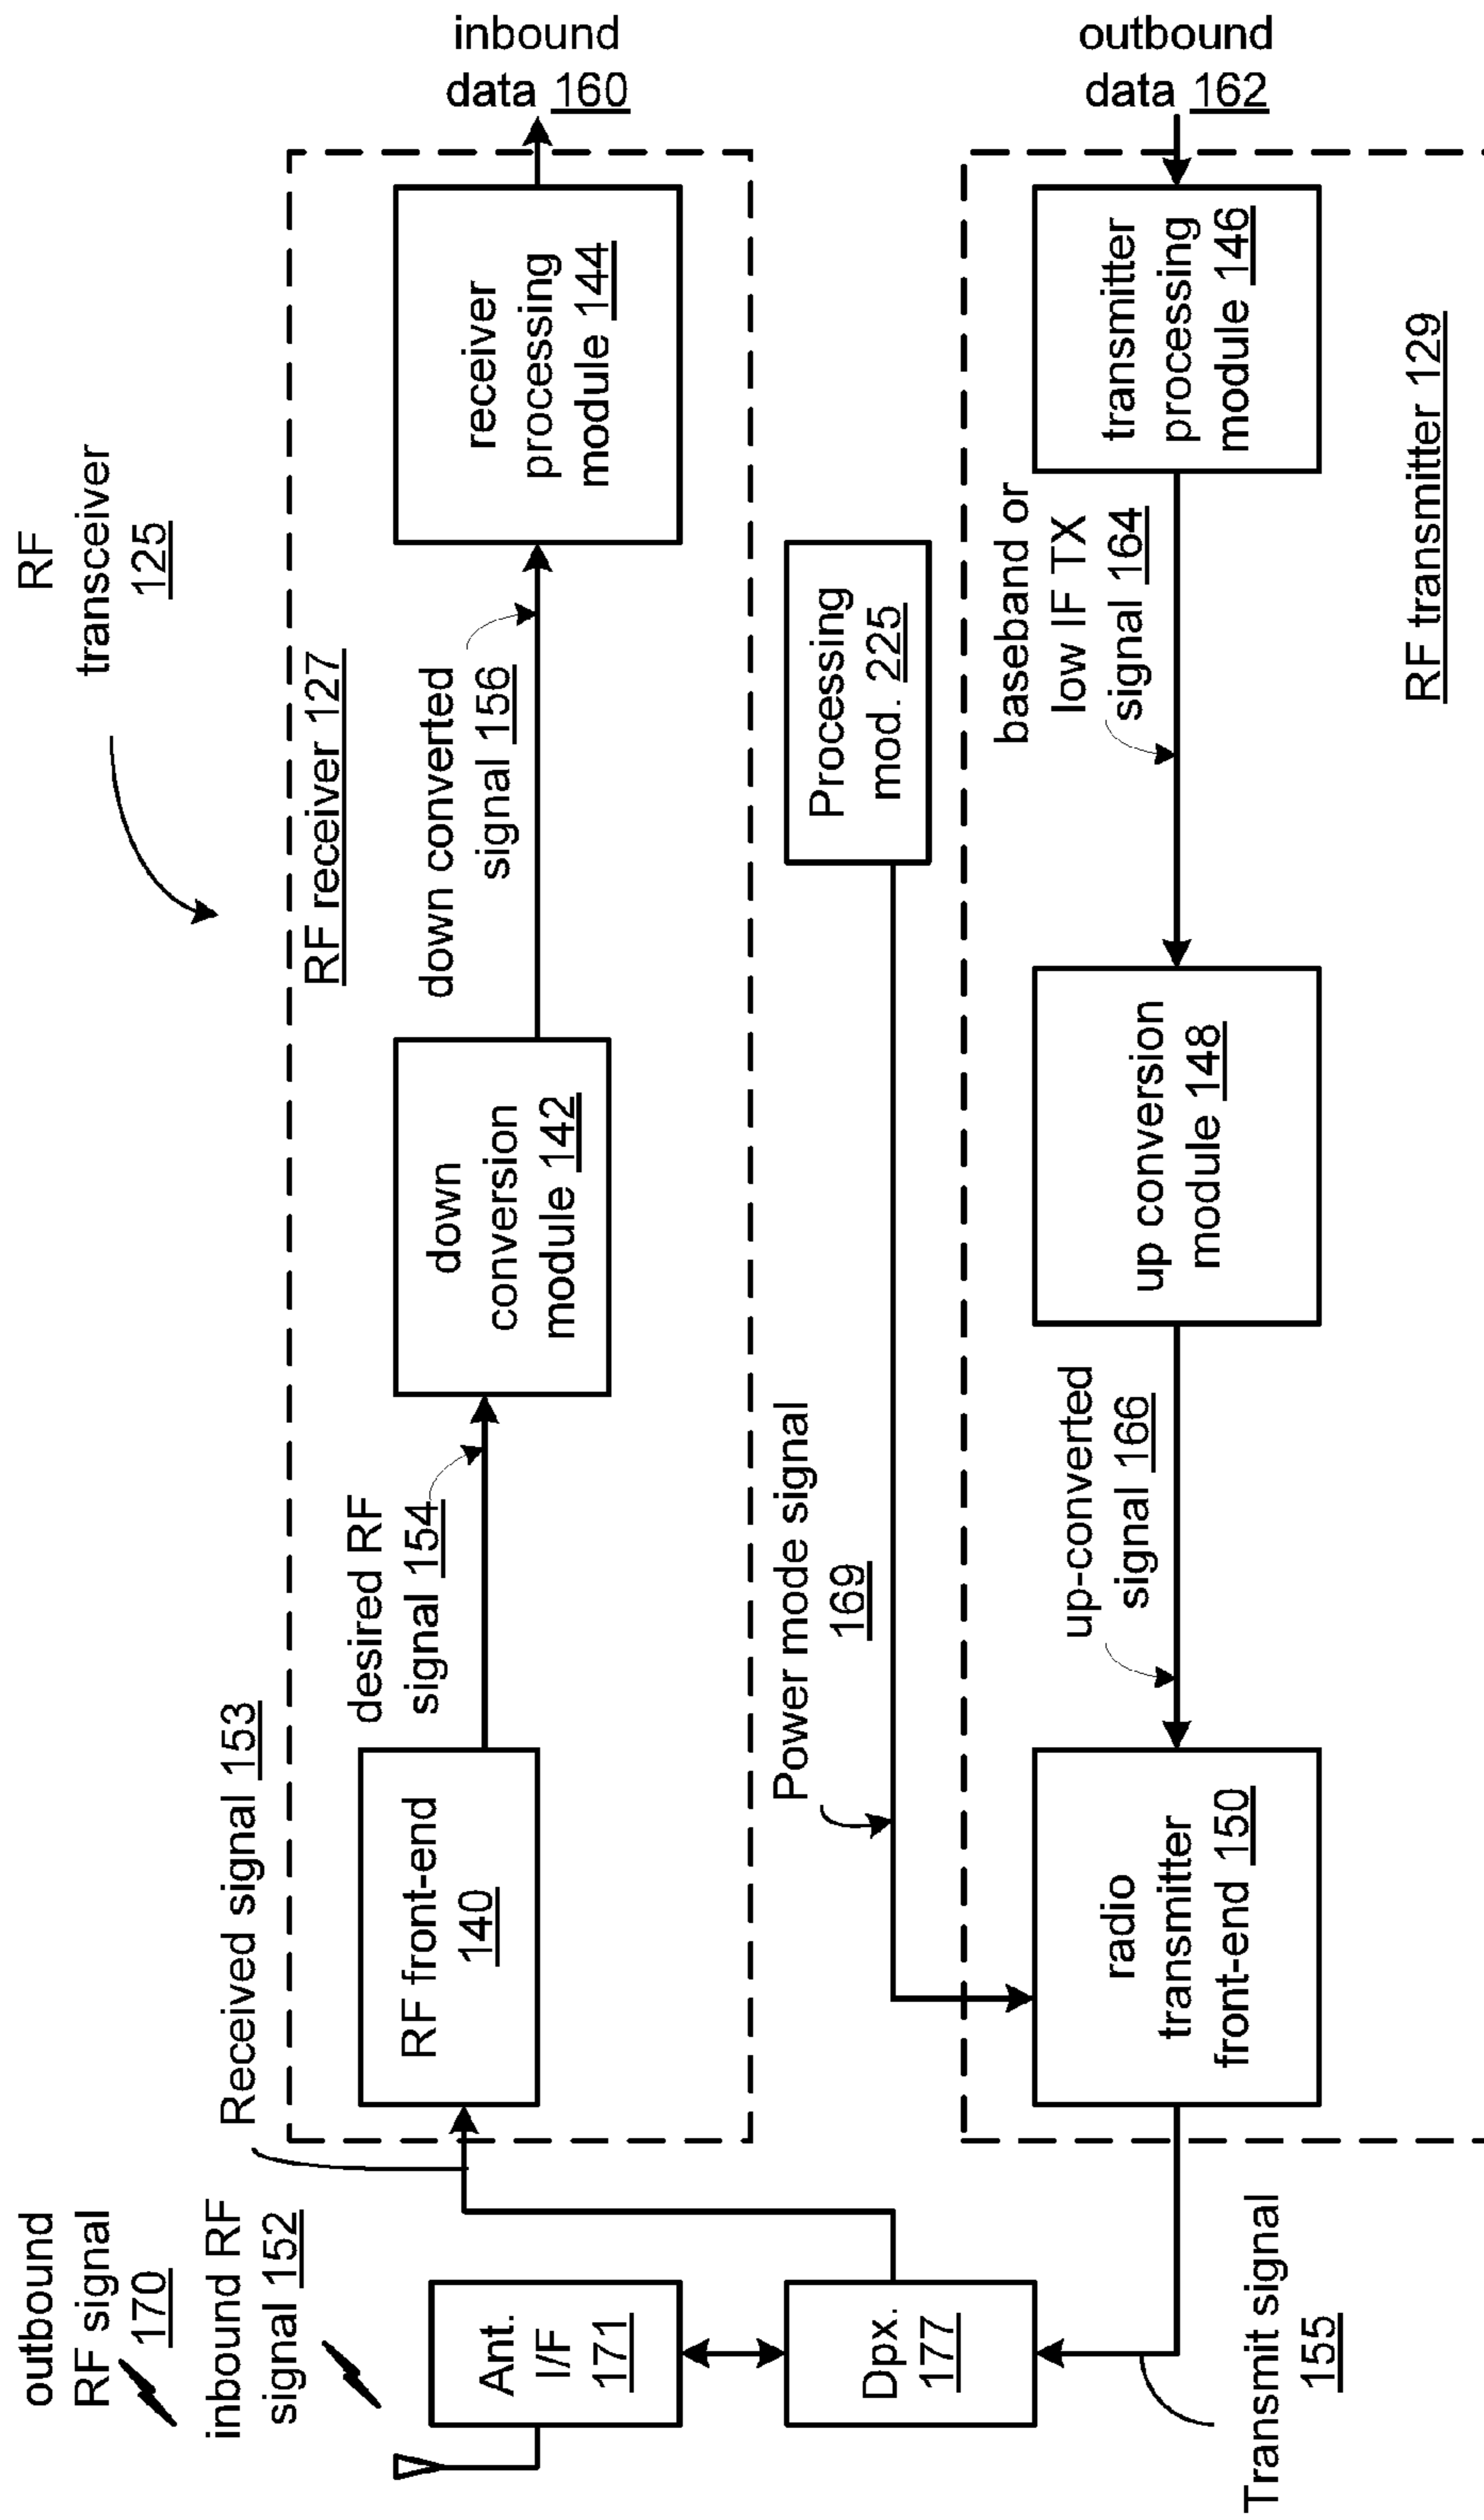 RF
transceiver
125
outbound
RF signal
170
inbound RF
signal 152
Received signal 153
RF receiver 127
Ant.
I/F
171
RF front-end
140
desired RF
signal 154
down
conversion
module 142
down converted
signal 156
receiver
processing
module 144
inbound
data 160
Dpx.
177
Power mode signal
169
Processing
mod. 225
Transmit signal
155
radio
transmitter
front-end 150
up-converted
signal 166
up conversion
module 148
baseband or
low IF TX
signal 164
transmitter
processing
module 146
outbound
data 162
RF transmitter 129